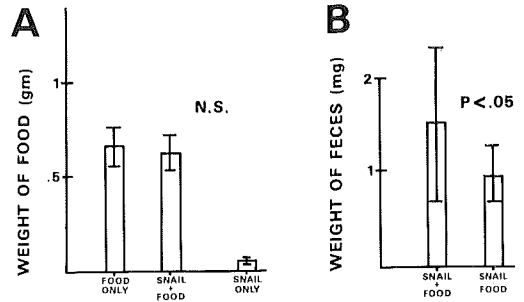 A
WEIGHT OF FOOD (gm)
1
.5
N.S.
FOOD
ONLY
SNAIL
+
FOOD
SNAIL
ONLY
B
WEIGHT OF FECES (mg)
2
1
P<.05
SNAIL
+
FOOD
SNAIL
+
FOOD